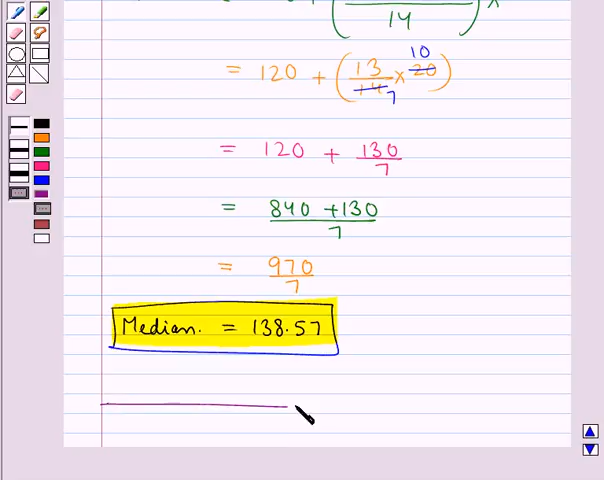 14
= 120 + (13/14 × 20) 10 7
= 120 + 130/7
= 840 + 130/7
= 970/7
Median. = 138.57